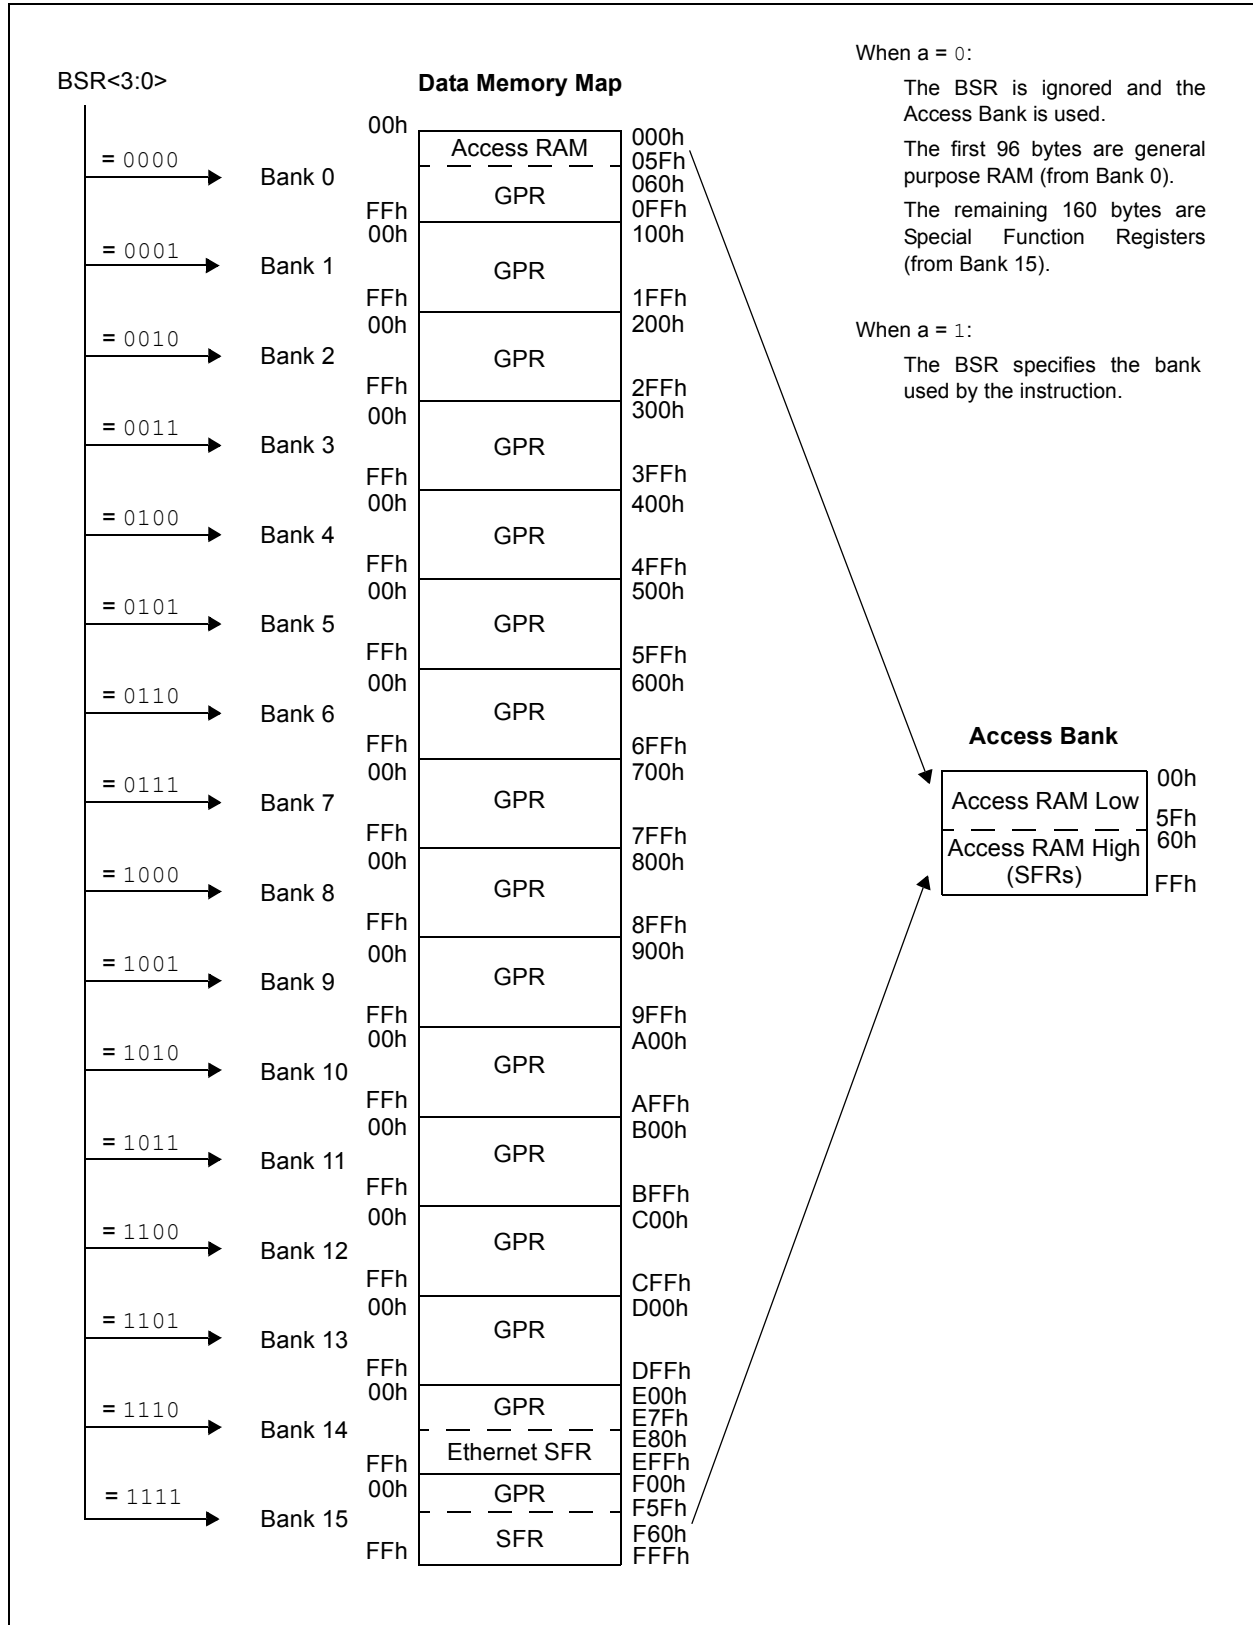 BSR<3:0>
Data Memory Map
When a = 0:
The BSR is ignored and the
Access Bank is used.
The first 96 bytes are general
purpose RAM (from Bank 0).
The remaining 160 bytes are
Special Function Registers
(from Bank 15).
When a = 1:
The BSR specifies the bank
used by the instruction.
= 0000
Bank 0
00h
FFh
Access RAM
GPR
000h
05Fh
060h
0FFh
= 0001
Bank 1
00h
FFh
GPR
100h
1FFh
= 0010
Bank 2
00h
FFh
GPR
200h
2FFh
= 0011
Bank 3
00h
FFh
GPR
300h
3FFh
= 0100
Bank 4
00h
FFh
GPR
400h
4FFh
= 0101
Bank 5
00h
FFh
GPR
500h
5FFh
= 0110
Bank 6
00h
FFh
GPR
600h
6FFh
= 0111
Bank 7
00h
FFh
GPR
700h
7FFh
= 1000
Bank 8
00h
FFh
GPR
800h
8FFh
= 1001
Bank 9
00h
FFh
GPR
900h
9FFh
= 1010
Bank 10
00h
FFh
GPR
A00h
AFFh
= 1011
Bank 11
00h
FFh
GPR
B00h
BFFh
= 1100
Bank 12
00h
FFh
GPR
C00h
CFFh
= 1101
Bank 13
00h
FFh
GPR
D00h
DFFh
= 1110
Bank 14
00h
FFh
GPR
Ethernet SFR
E00h
E7Fh
E80h
EFFh
= 1111
Bank 15
00h
FFh
GPR
SFR
F00h
F5Fh
F60h
FFFh
Access Bank
Access RAM Low
Access RAM High
(SFRs)
00h
5Fh
60h
FFh